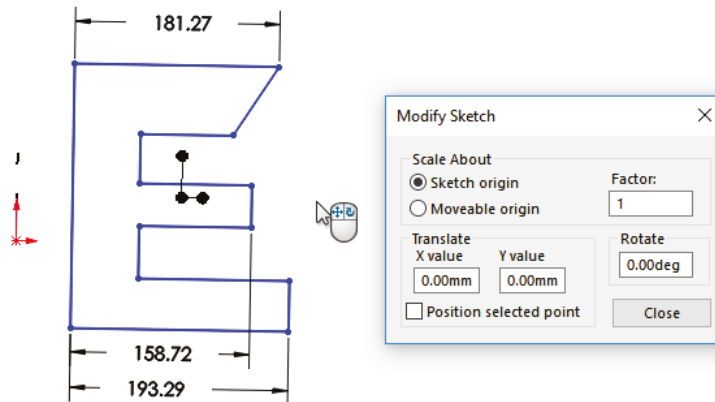 181.27
158.72
193.29
Modify Sketch
Scale About
Sketch origin
Moveable origin
Factor:
1
Translate
X value
Y value
0.00mm
0.00mm
Position selected point
Rotate
0.00deg
Close